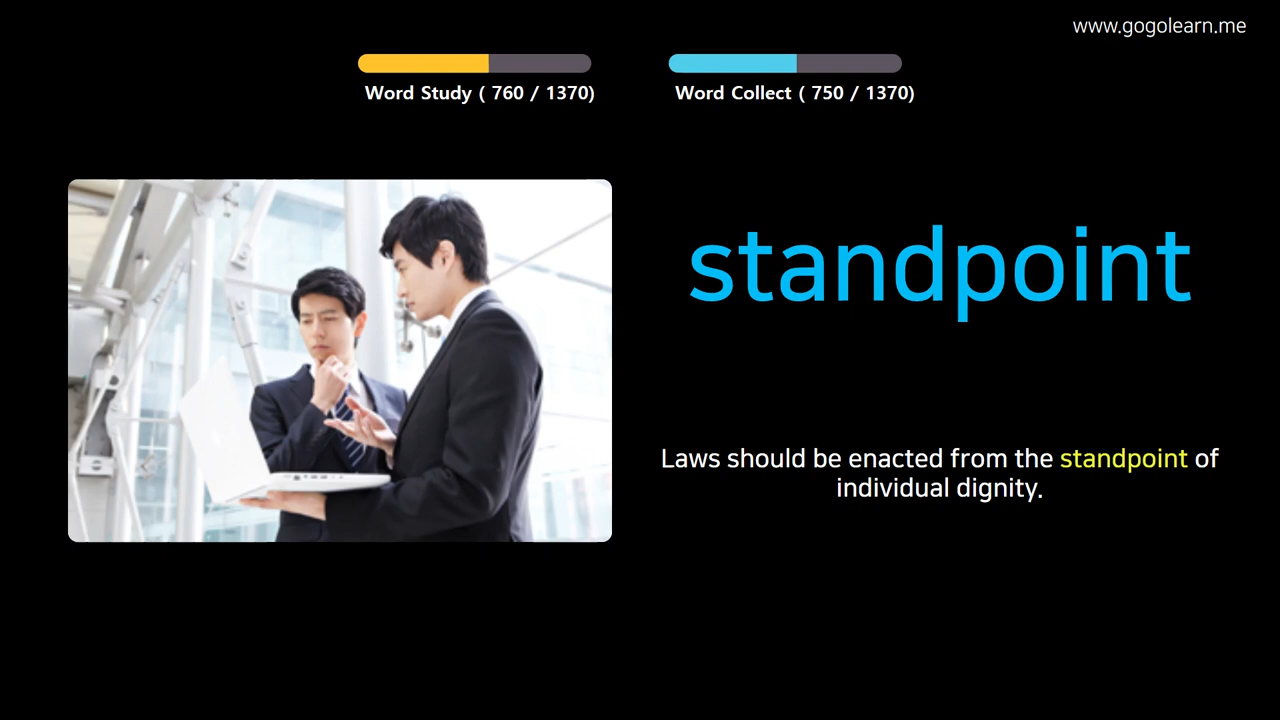 www.gogolearn.me
Word Study ( 760 / 1370)
Word Collect ( 750 / 1370)
standpoint
Laws should be enacted from the standpoint of
individual dignity.